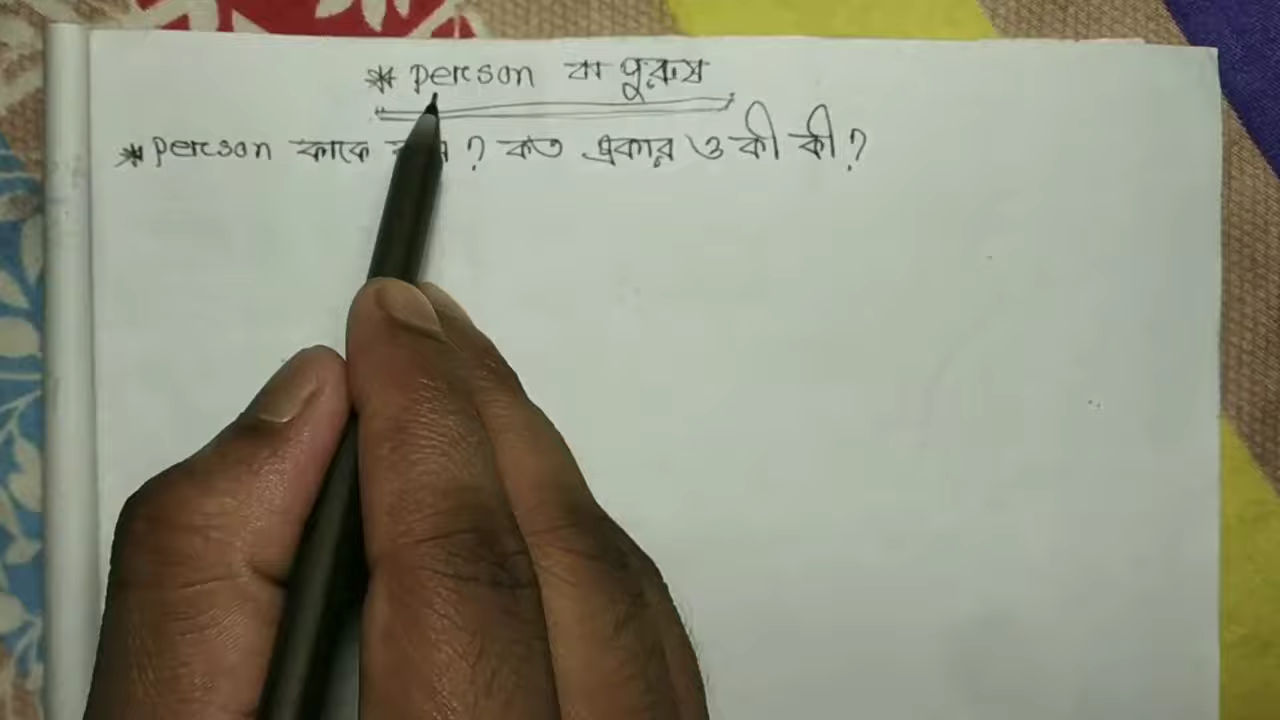 * person বা পুরুষ
* person কাকে ? কত প্রকার ও কী কী ?